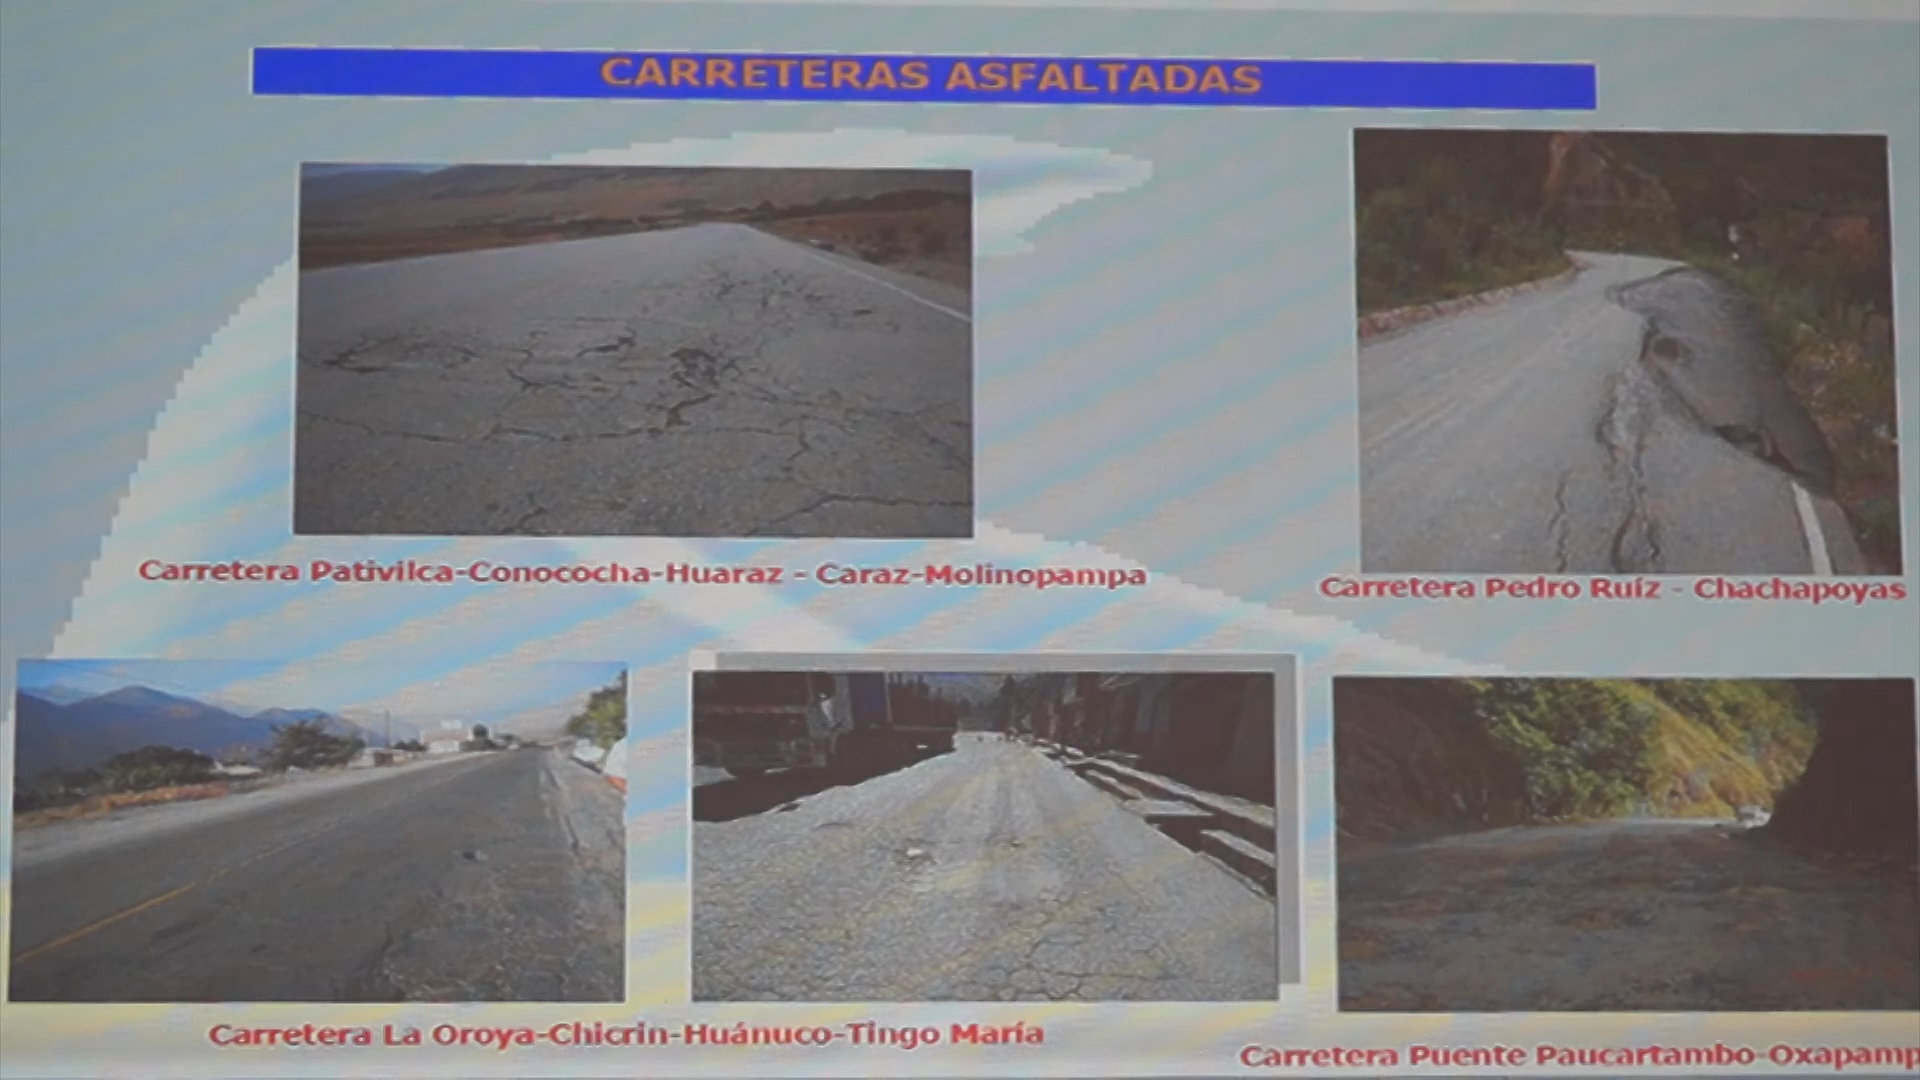 CARRETERAS ASFALTADAS
Carretera Pativilca-Conococha-Huaraz - Caraz-Molinopampa
Carretera Pedro Ruíz - Chachapoyas
Carretera La Oroya-Chicrin-Huánuco-Tingo María
Carretera Puente Paucartambo-Oxapamp